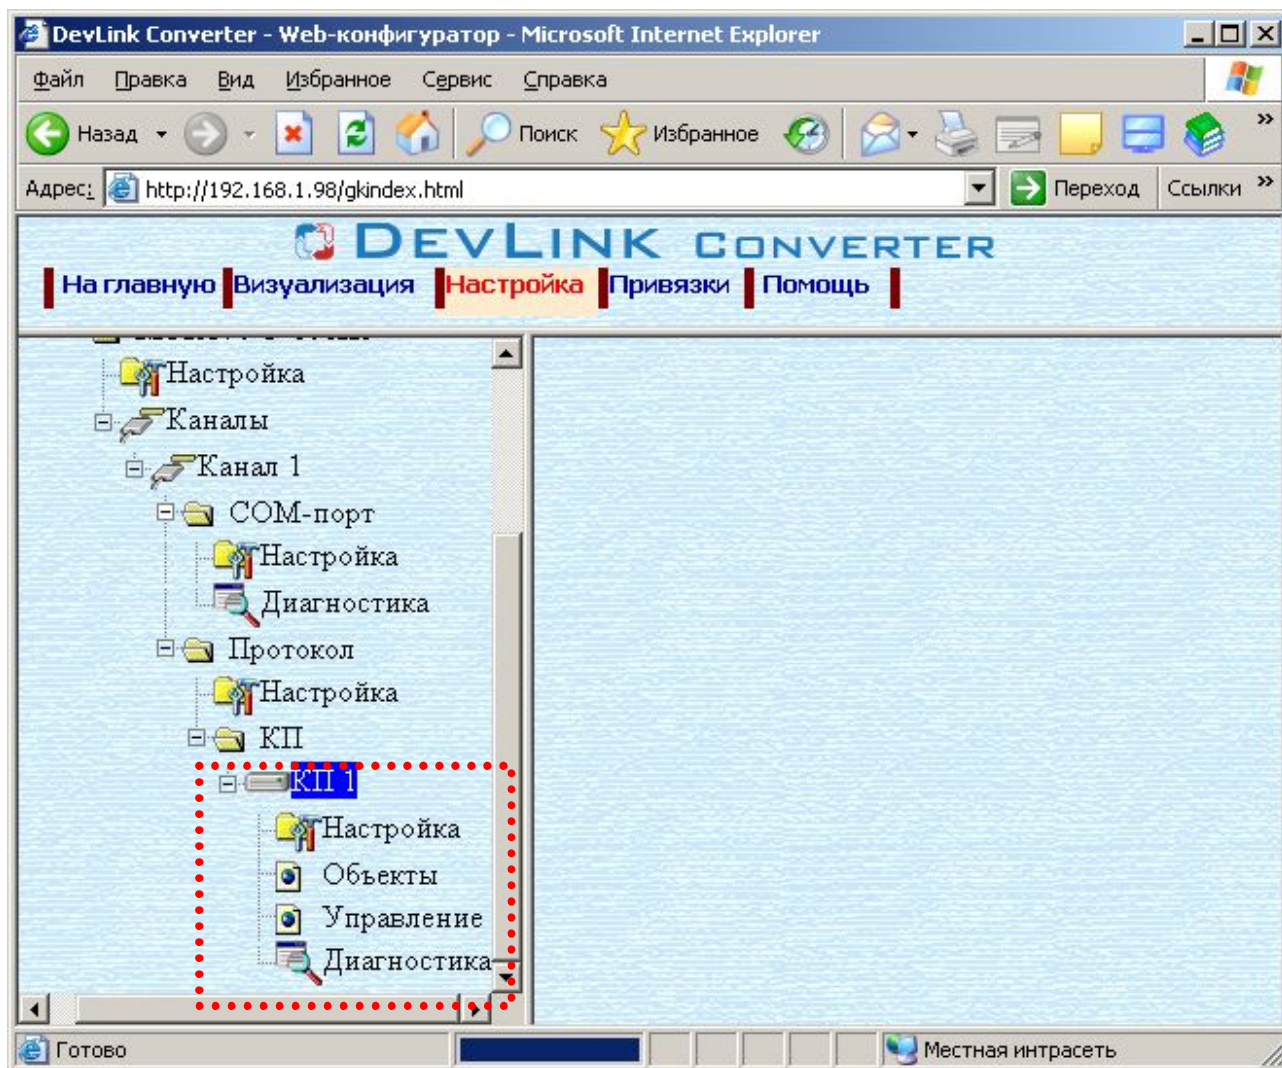 DevLink Converter - Web-конфигуратор - Microsoft Internet Explorer
Файл Правка Вид Избранное Сервис Справка
Назад Поиск Избранное »
Адрес: http://192.168.1.98/gkindex.html Переход Ссылки »
DEVLINK CONVERTER
На главную Визуализация Настройка Привязки Помощь
Настройка
Каналы
Канал 1
COM-порт
Настройка
Диагностика
Протокол
Настройка
КП
КП 1
Настройка
Объекты
Управление
Диагностика
Готово Местная интрасеть